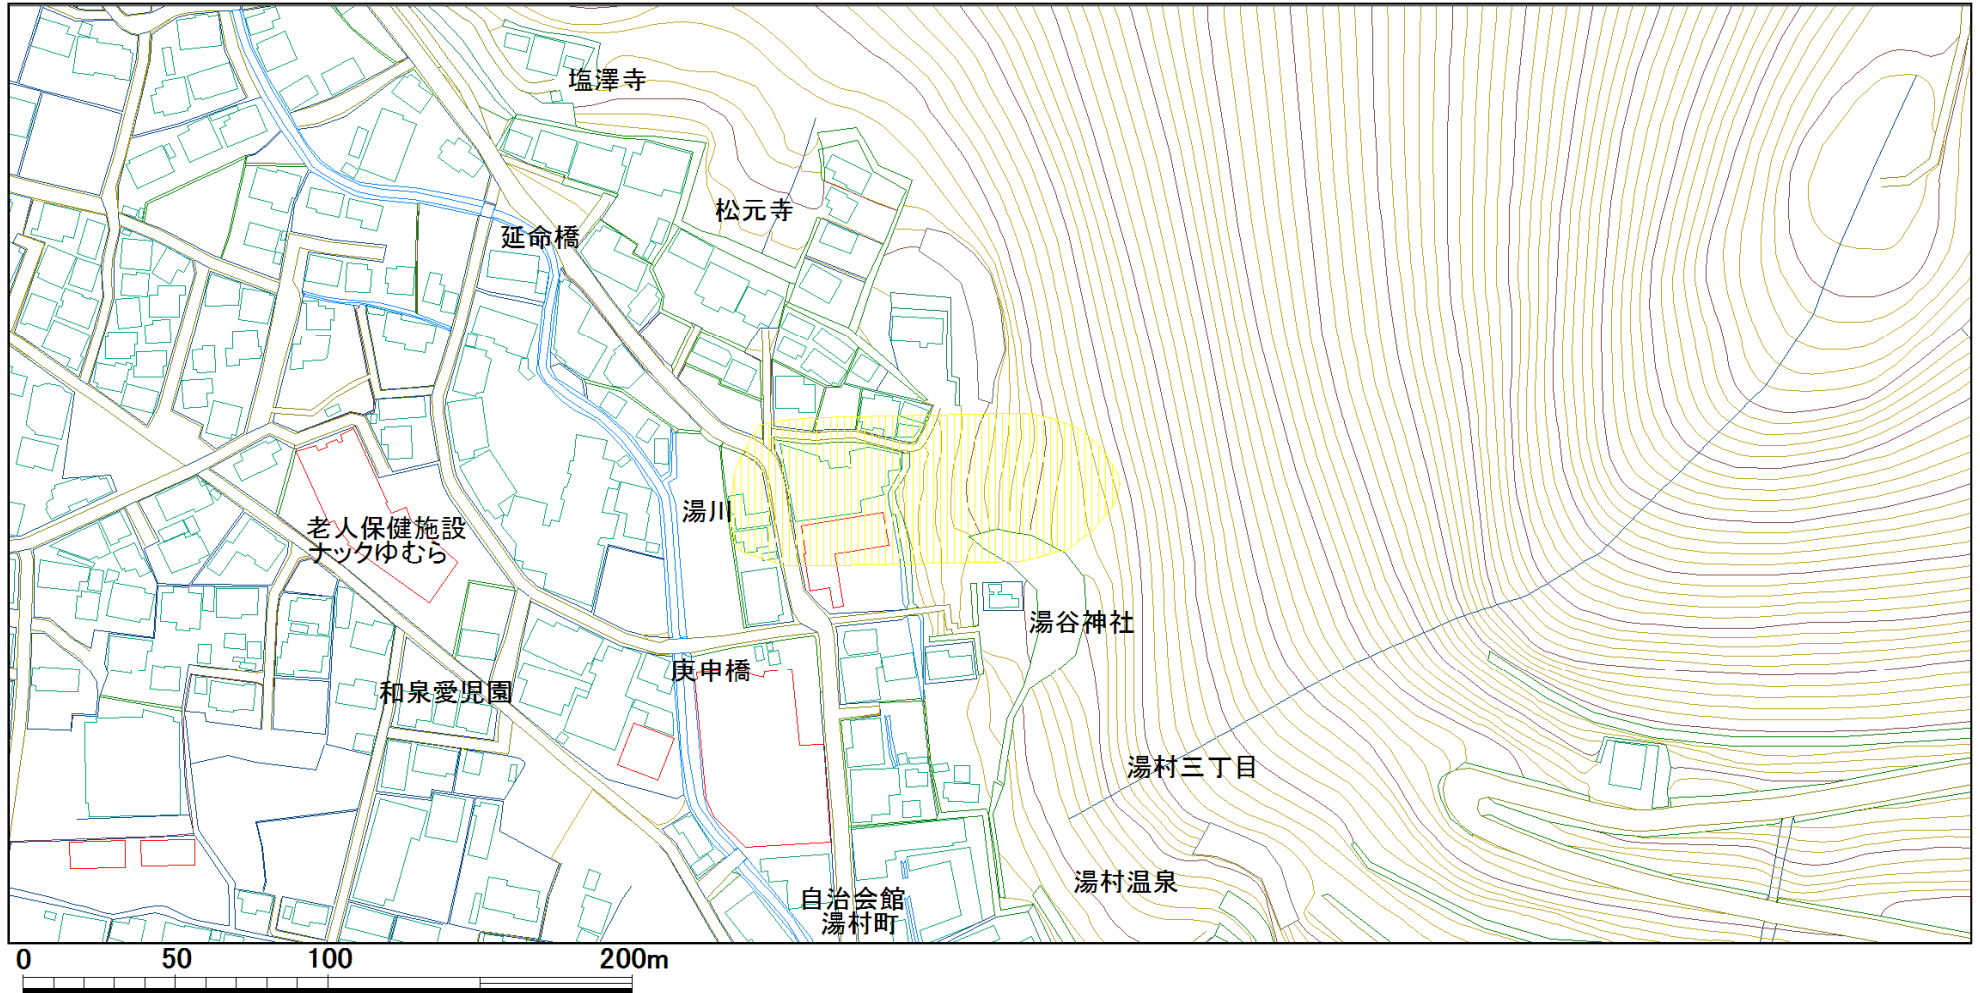 塩澤寺
松元寺
延命橋
湯川
老人保健施設
ナックゆむら
湯谷神社
庚申橋
和泉愛児園
湯村三丁目
湯村温泉
自治会館
湯村町
0 50 100 200m